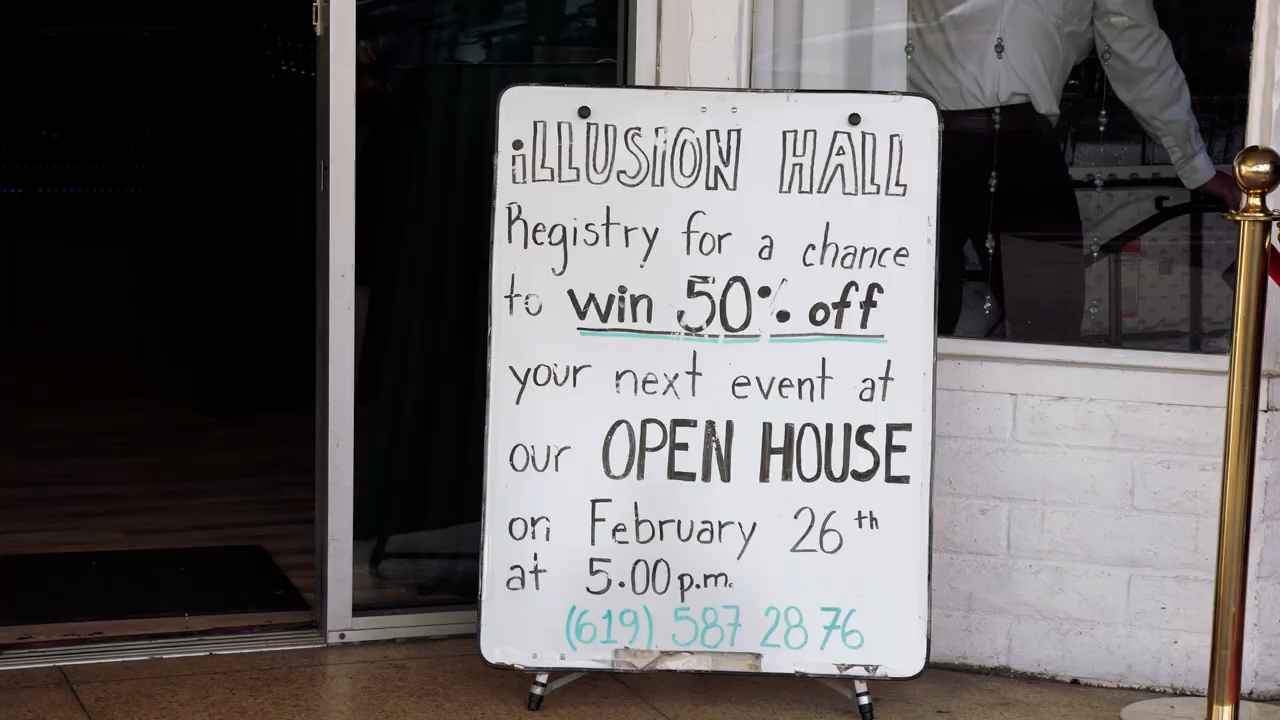 iLLUSION HALL
Registry for a chance
to win 50% off
your next event at
our OPEN HOUSE
on February 26th
at 5.00 p.m.
(619) 587 28 76